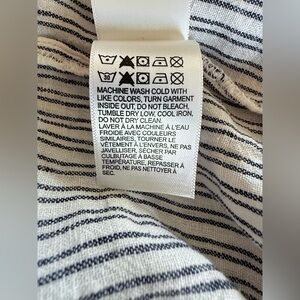 30
MACHINE WASH COLD WITH
LIKE COLORS, TURN GARMENT
INSIDE OUT, DO NOT BLEACH,
TUMBLE DRY LOW, COOL IRON,
DO NOT DRY CLEAN.
LAVER À LA MACHINE À L'EAU
FROIDE AVEC COULEURS
SIMILAIRES, TOURNER LE
VÊTEMENT À L'ENVERS, NE PAS
JAVELLISER, SÉCHER PAR
CULBUTAGE À BASSE
TEMPÉRATURE, REPASSER À
FROID, NE PAS NETTOYER À
SEC.